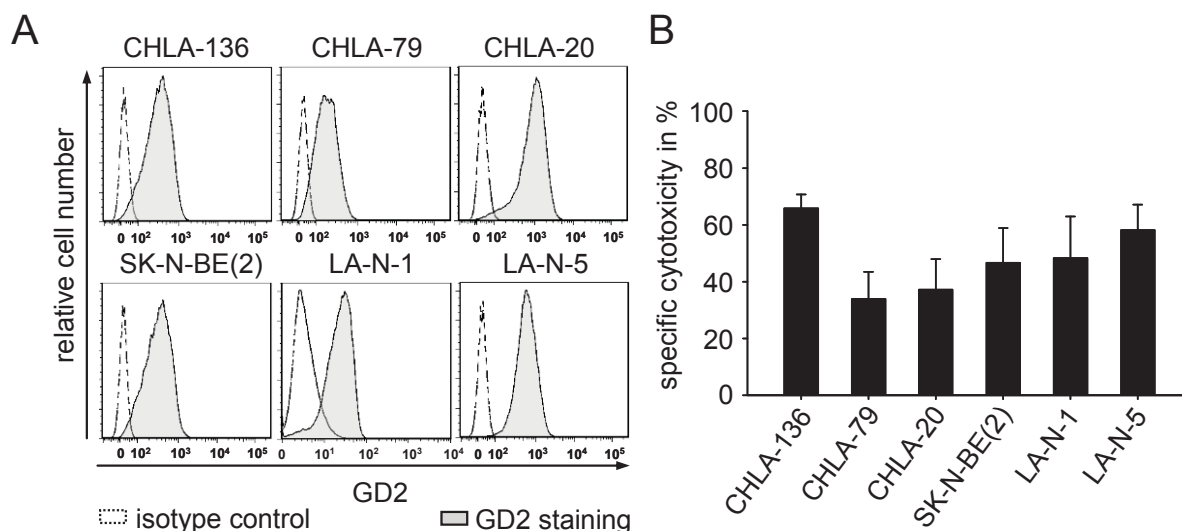 A
B
CHLA-136 CHLA-79 CHLA-20
relative cell number
0 10² 10³ 10⁴ 10⁵ 0 10² 10³ 10⁴ 10⁵ 0 10² 10³ 10⁴ 10⁵
SK-N-BE(2) LA-N-1 LA-N-5
0 10² 10³ 10⁴ 10⁵ 0 10¹ 10² 10³ 10⁴ 0 10² 10³ 10⁴ 10⁵
GD2
isotype control GD2 staining
specific cytotoxicity in %
100
80
60
40
20
0
CHLA-136
CHLA-79
CHLA-20
SK-N-BE(2)
LA-N-1
LA-N-5